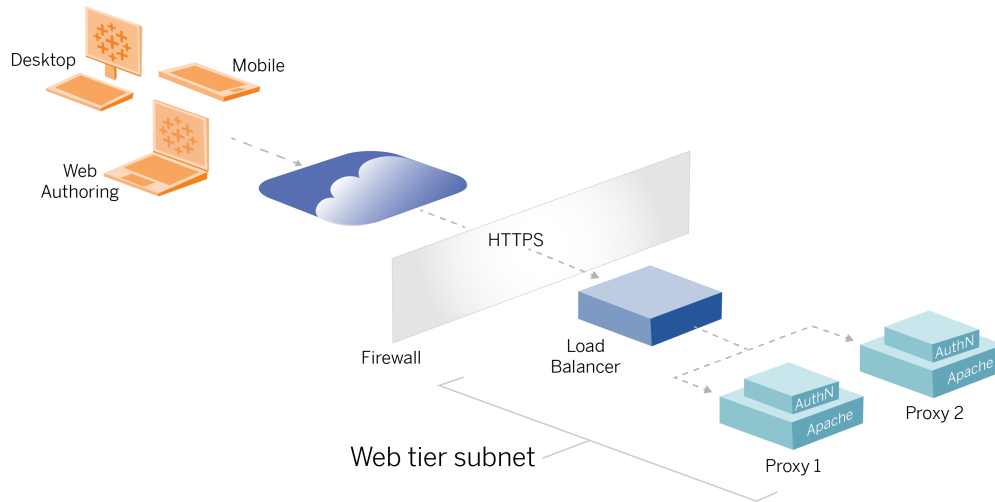 Desktop
Mobile
Web
Authoring
HTTPS
Firewall
Load
Balancer
AuthN
Apache
Proxy 2
AuthN
Apache
Proxy 1
Web tier subnet